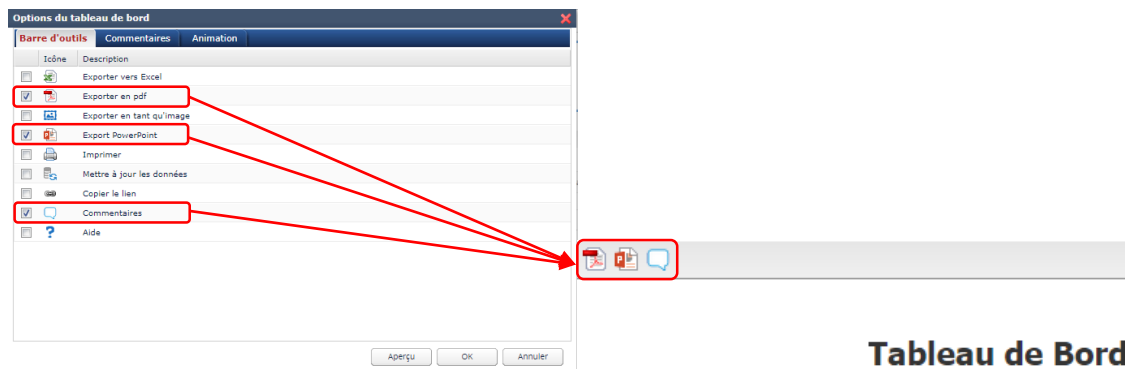 Options du tableau de bord
Barre d'outils Commentaires Animation
Icône Description
Exporter vers Excel
Exporter en pdf
Exporter en tant qu'image
Export PowerPoint
Imprimer
Mettre à jour les données
Copier le lien
Commentaires
? Aide
Aperçu OK Annuler
Tableau de Bord